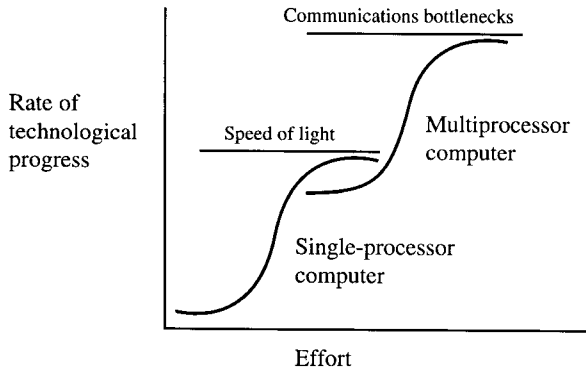 Communications bottlenecks
Rate of
technological
progress
Speed of light
Multiprocessor
computer
Single-processor
computer
Effort